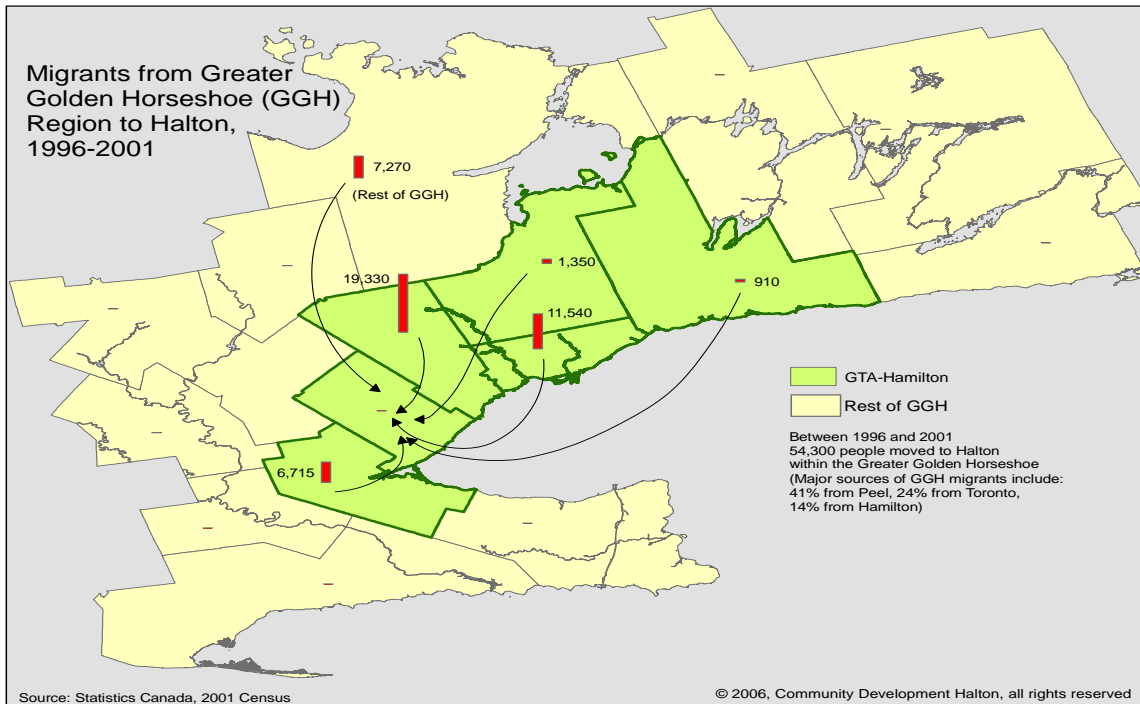 Migrants from Greater
Golden Horseshoe (GGH)
Region to Halton,
1996-2001
7,270
(Rest of GGH)
19,330
1,350
910
11,540
6,715
GTA-Hamilton
Rest of GGH
Between 1996 and 2001
54,300 people moved to Halton
within the Greater Golden Horseshoe
(Major sources of GGH migrants include:
41% from Peel, 24% from Toronto,
14% from Hamilton)
Source: Statistics Canada, 2001 Census
© 2006, Community Development Halton, all rights reserved